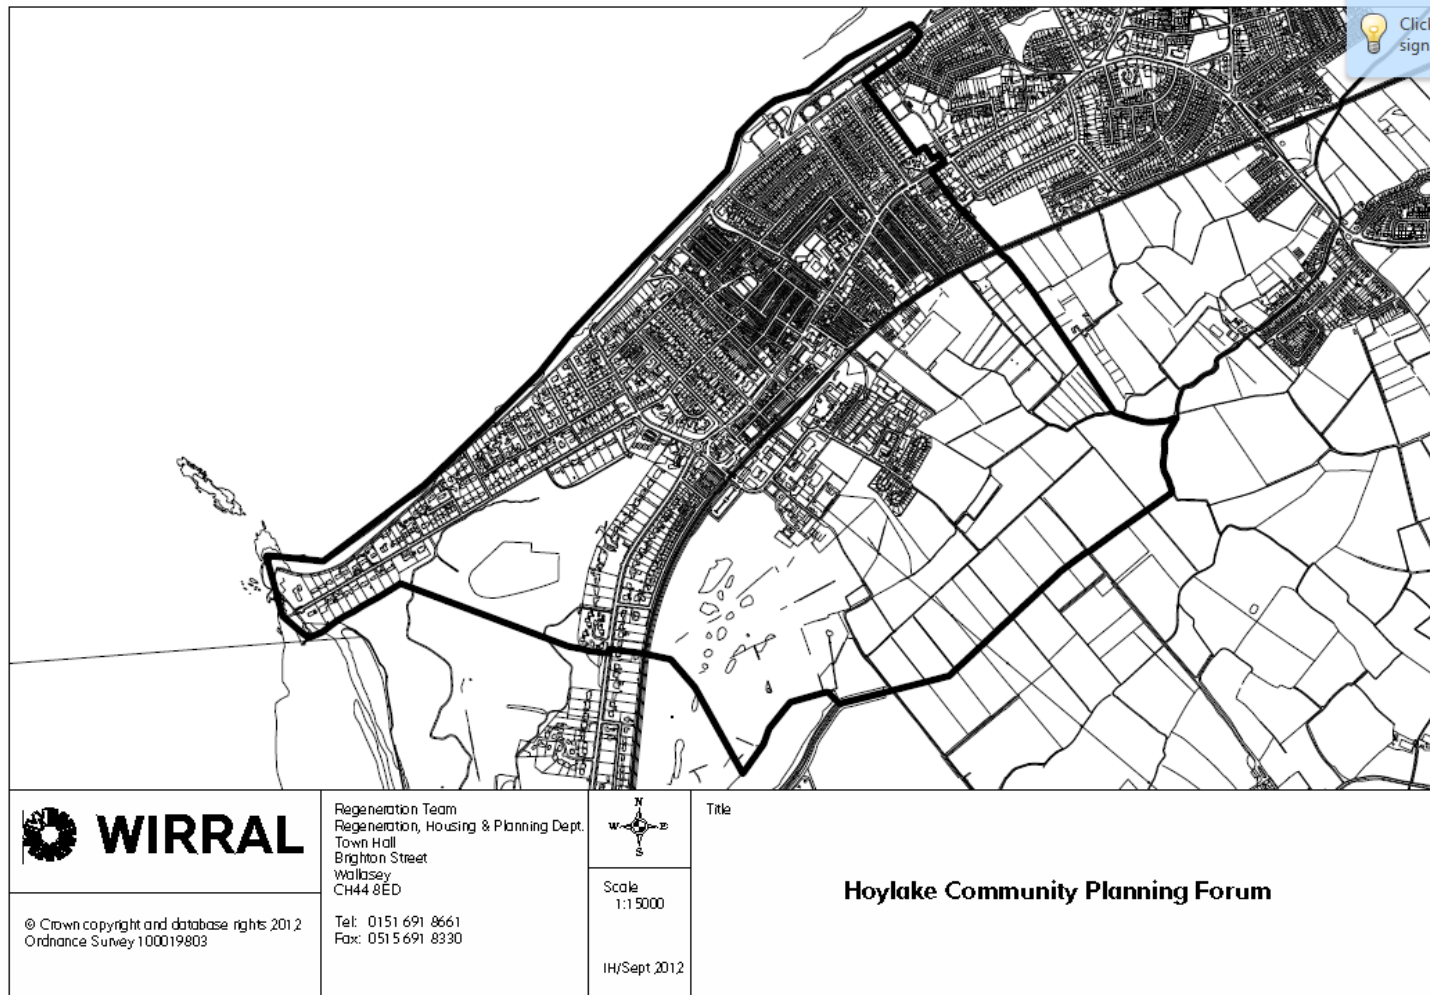 Click
sign
WIRRAL
© Crown copyright and database rights 2012
Ordnance Survey 100019803
Regeneration Team
Regeneration, Housing & Planning Dept.
Town Hall
Brighton Street
Wallasey
CH44 8ED
Tel: 0151 691 8661
Fax: 0515 691 8330
N
W E
S
Scale
1:15000
IH/Sept 2012
Title
Hoylake Community Planning Forum